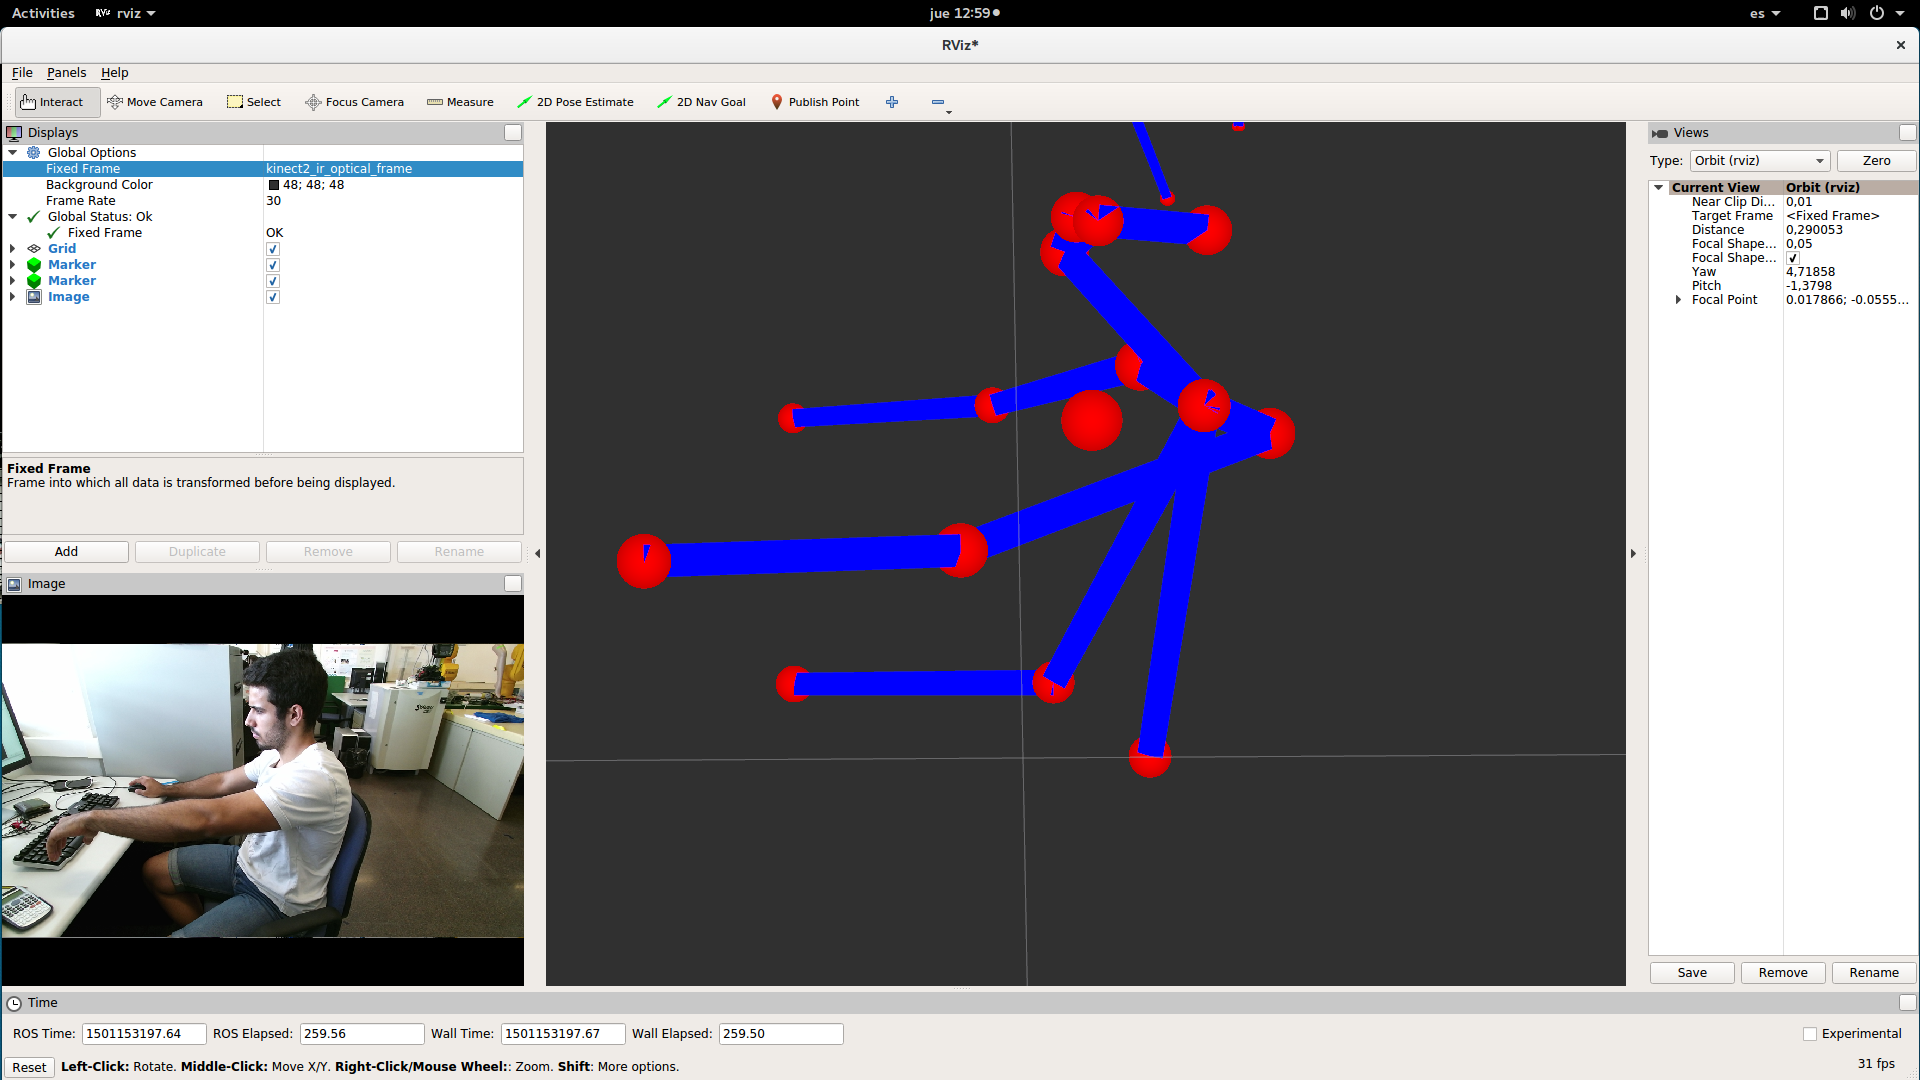 Activities
rviz
jue 12:59
es
RViz*
File Panels Help
Interact
Move Camera
Select
Focus Camera
Measure
2D Pose Estimate
2D Nav Goal
Publish Point
Displays
Global Options
Fixed Frame kinect2_ir_optical_frame
Background Color 48; 48; 48
Frame Rate 30
Global Status: Ok
Fixed Frame OK
Grid
Marker
Marker
Image
Fixed Frame
Frame into which all data is transformed before being displayed.
Add Duplicate Remove Rename
Image
Views
Type: Orbit (rviz) Zero
Current View Orbit (rviz)
Near Clip Di... 0,01
Target Frame <Fixed Frame>
Distance 0,290053
Focal Shape... 0,05
Focal Shape...
Yaw 4,71858
Pitch -1,3798
Focal Point 0.017866; -0.0555...
Save Remove Rename
Time
ROS Time: 1501153197.64 ROS Elapsed: 259.56 Wall Time: 1501153197.67 Wall Elapsed: 259.50
Experimental
Reset Left-Click: Rotate. Middle-Click: Move X/Y. Right-Click/Mouse Wheel:: Zoom. Shift: More options.
31 fps